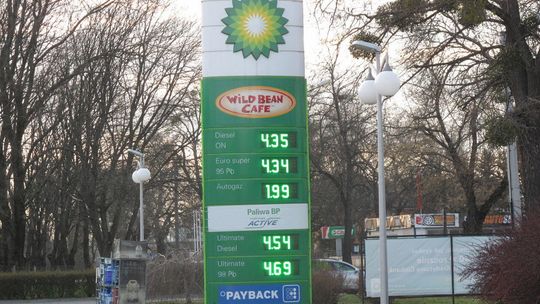 WILD BEAN
CAFE
Diesel
ON
4.35
Euro super
95 Pb
4.34
Autogaz
1.99
Paliwa BP
ACTIVE
Ultimate
Diesel
4.54
Ultimate
98 Pb
4.69
PAYBACK
AUTO